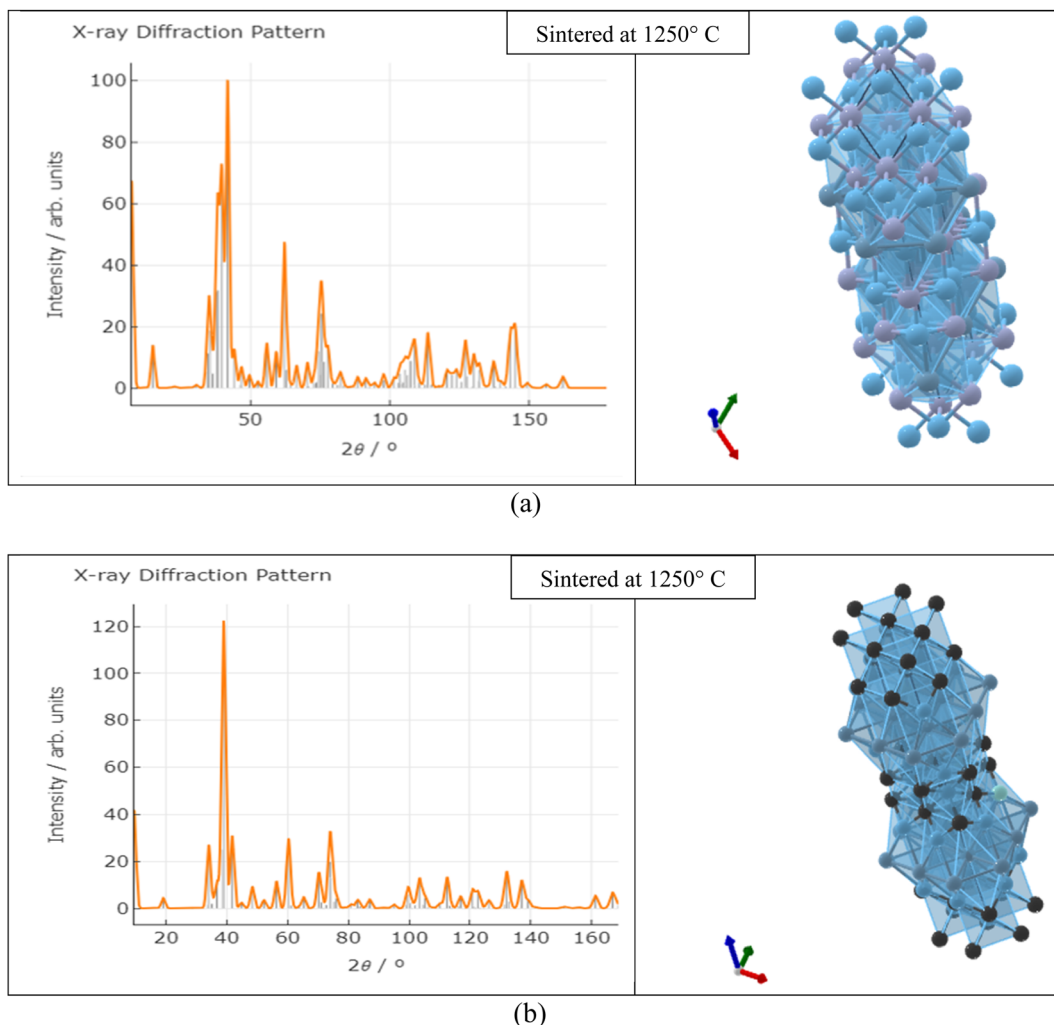 X-ray Diffraction Pattern
Sintered at 1250° C
Intensity / arb. units
100
80
60
40
20
0
50
100
150
2θ / º
(a)
X-ray Diffraction Pattern
Sintered at 1250° C
Intensity / arb. units
120
100
80
60
40
20
0
20
40
60
80
100
120
140
160
2θ / º
(b)